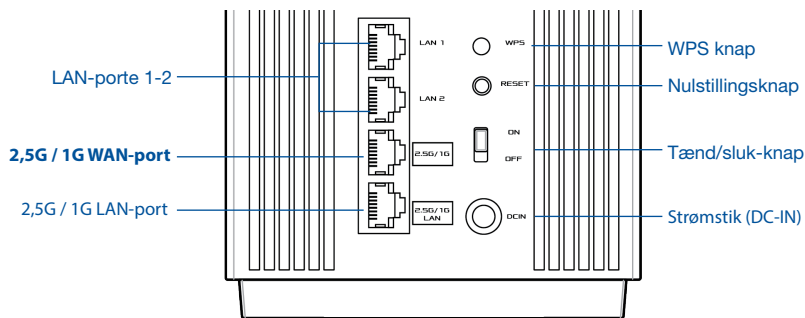 LAN-porte 1-2
2,5G / 1G WAN-port
2,5G / 1G LAN-port
LAN 1
LAN 2
2.5G/1G
2.5G/1G
LAN
WPS
RESET
ON
OFF
DCIN
WPS knap
Nulstillingsknap
Tænd/sluk-knap
Strømstik (DC-IN)